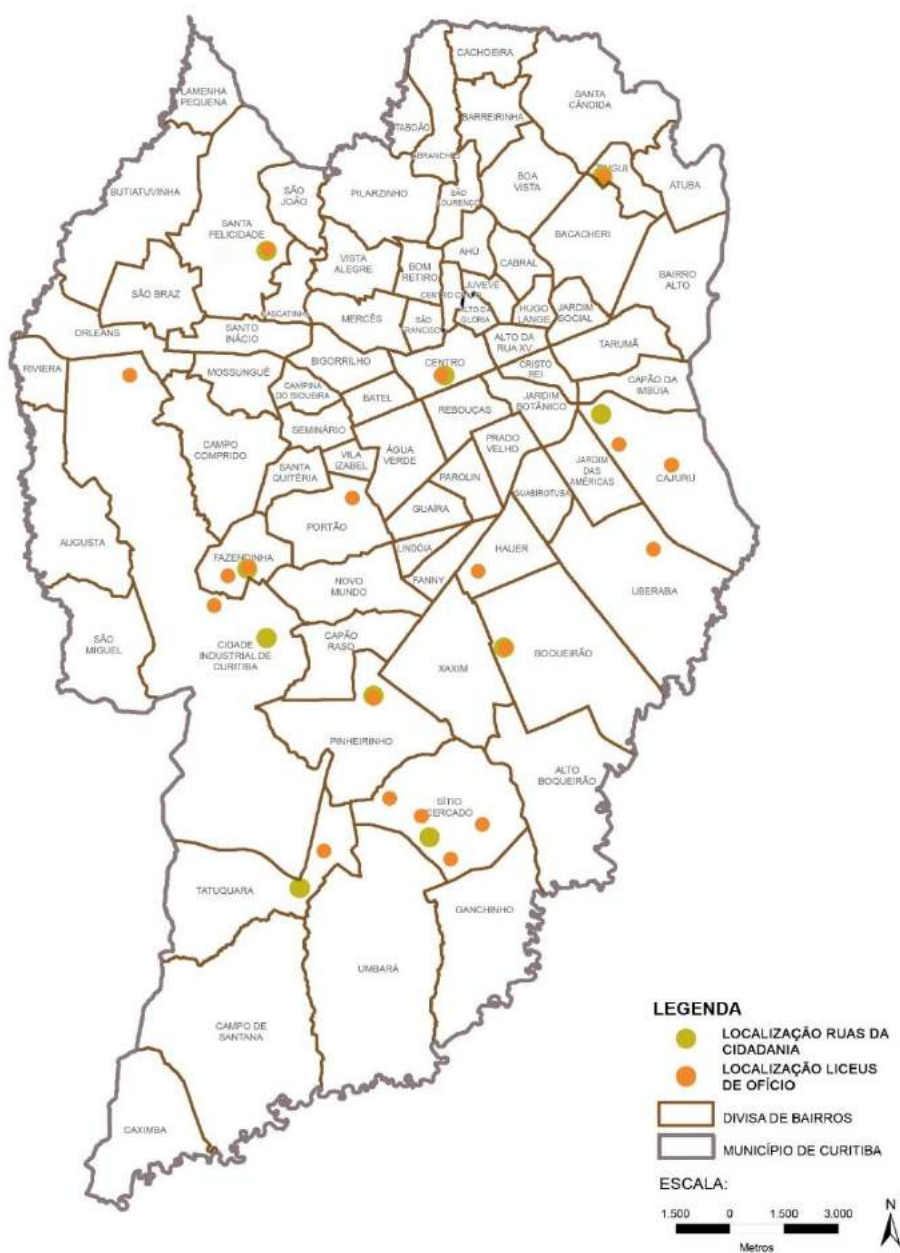 CACHOEIRA
LAMENHA
PEQUENA
SANTA
CÂNDIDA
TABOÃO
BARREIRINHA
ABRANCHES
BUTIATUVINHA
SÃO
JOÃO
PILARZINHO
SÃO
LOURENÇO
BOA
VISTA
ATUBA
SANTA
FELICIDADE
BACACHERI
VISTA
ALEGRE
BOM
RETIRO
AHÚ
CABRAL
BAIRRO
ALTO
SÃO BRAZ
JUVEVÊ
ALTO DA
GLÓRIA
HUGO
LANGE
JARDIM
SOCIAL
ORLEANS
SANTO
INÁCIO
MERCÊS
SÃO
FRANCISCO
ALTO DA
RUA XV
TARUMÃ
RIVIERA
MOSSUNGUÊ
BIGORRILHO
CENTRO
CRISTO
REI
CAPÃO DA
IMBUIA
CAMPINA
DO SIQUEIRA
BATEL
REBOUÇAS
JARDIM
BOTÂNICO
SEMINÁRIO
CAMPO
COMPRIDO
VILA
IZABEL
ÁGUA
VERDE
PRADO
VELHO
JARDIM
DAS
AMÉRICAS
CAJURU
SANTA
QUITÉRIA
PAROLIN
GUABIROTUBA
GUAÍRA
PORTÃO
AUGUSTA
FAZENDINHA
LINDÓIA
HAUER
FANNY
NOVO
MUNDO
UBERABA
SÃO
MIGUEL
CIDADE
INDUSTRIAL DE
CURITIBA
CAPÃO
RASO
XAXIM
BOQUEIRÃO
PINHEIRINHO
ALTO
BOQUEIRÃO
SÍTIO
CERCADO
TATUQUARA
GANCHINHO
UMBARÁ
CAMPO DE
SANTANA
CAXIMBA
LEGENDA
LOCALIZAÇÃO RUAS DA
CIDADANIA
LOCALIZAÇÃO LICEUS
DE OFÍCIO
DIVISA DE BAIRROS
MUNICÍPIO DE CURITIBA
ESCALA:
N
1.500 0 1.500 3.000
Metros